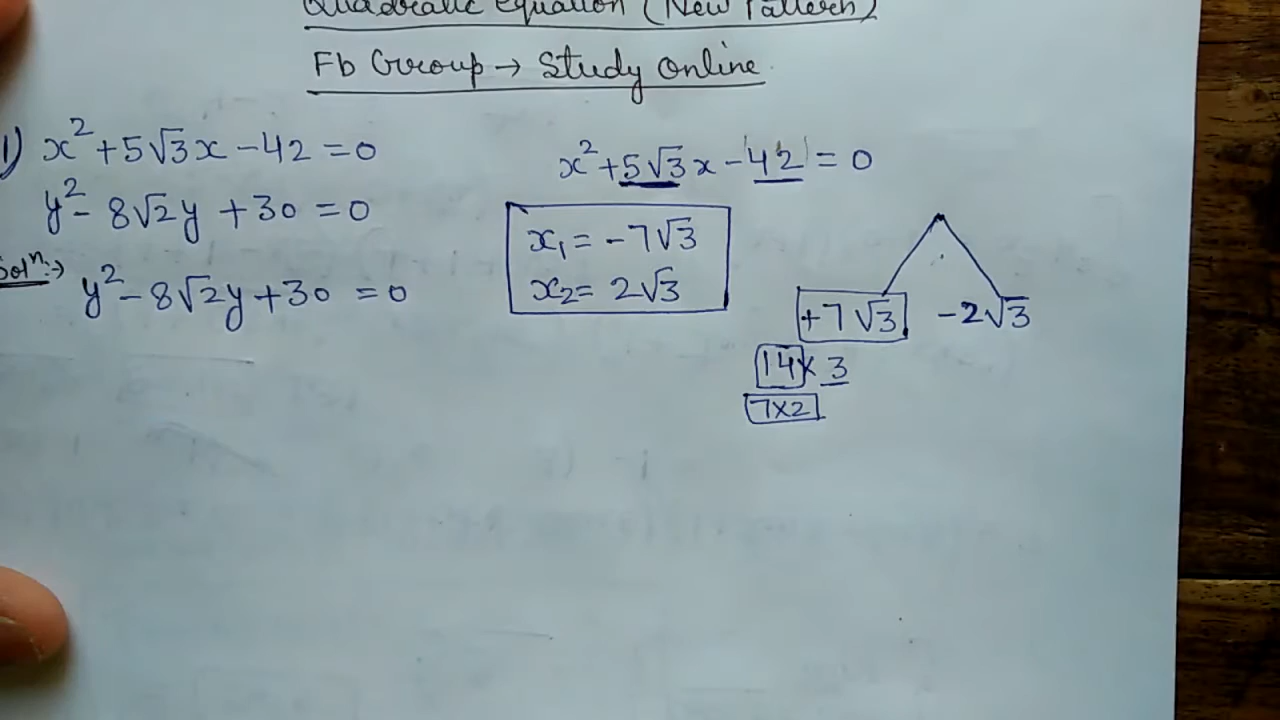 Quadratic Equation (New Pattern)
Fb Group → Study Online
1) x² + 5√3x - 42 = 0
y² - 8√2y + 30 = 0
Solⁿ:→ y² - 8√2y + 30 = 0
x² + 5√3x - 42 = 0
x₁ = -7√3
x₂ = 2√3
+7√3 -2√3
14 × 3
7×2